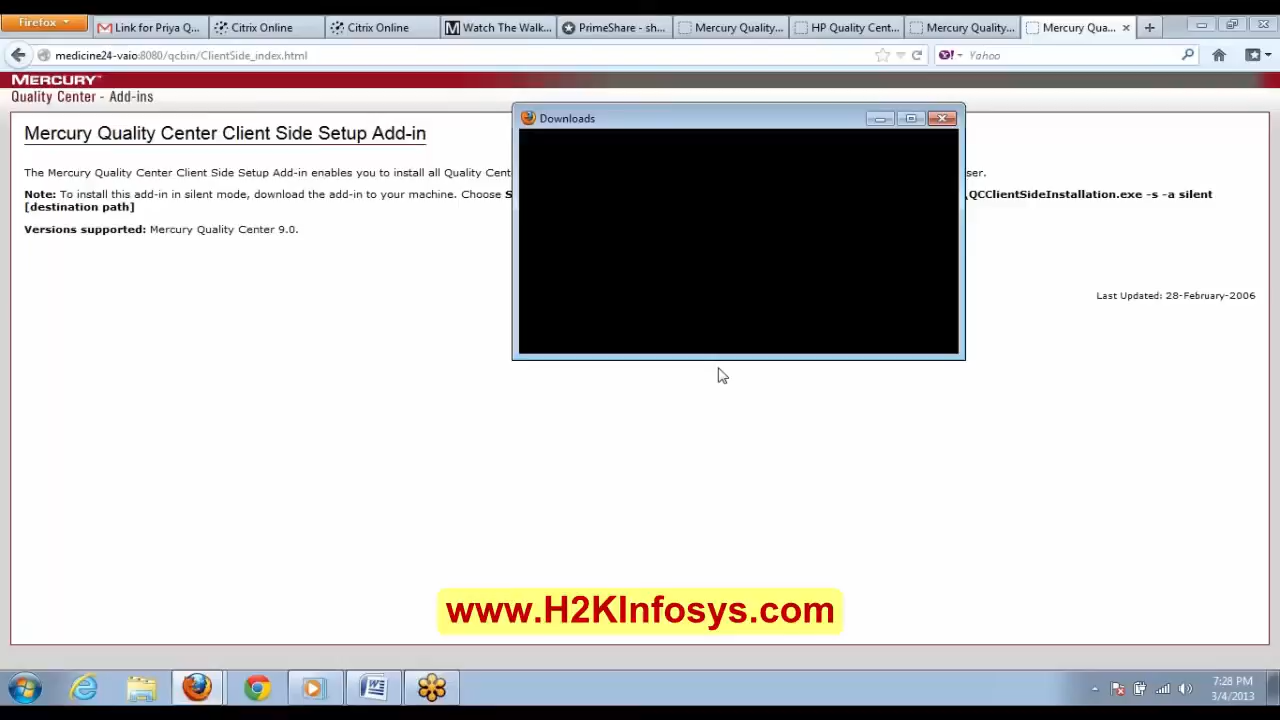 Firefox
Link for Priya Q...
Citrix Online
Citrix Online
Watch The Walk...
PrimeShare - sh...
Mercury Quality...
HP Quality Cent...
Mercury Quality...
Mercury Qua...
medicine24-vaio:8080/qcbin/ClientSide_index.html
Yahoo
MERCURY™
Quality Center - Add-ins
Downloads
Mercury Quality Center Client Side Setup Add-in
The Mercury Quality Center Client Side Setup Add-in enables you to install all Quality Cent
ser.
Note: To install this add-in in silent mode, download the add-in to your machine. Choose S
\QCClientSideInstallation.exe -s -a silent
[destination path]
Versions supported: Mercury Quality Center 9.0.
Last Updated: 28-February-2006
www.H2KInfosys.com
7:28 PM
3/4/2013